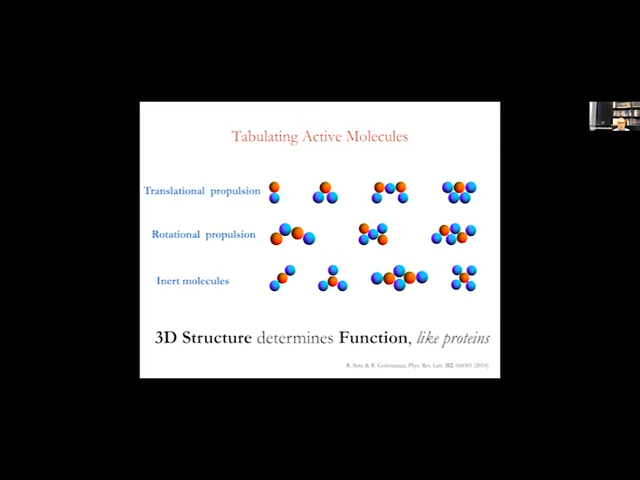 Tabulating Active Molecules
Translational propulsion
Rotational propulsion
Inert molecules
3D Structure determines Function, like proteins
R. Soto & R. Golestanian, Phys. Rev. Lett. 112, 068301 (2014)